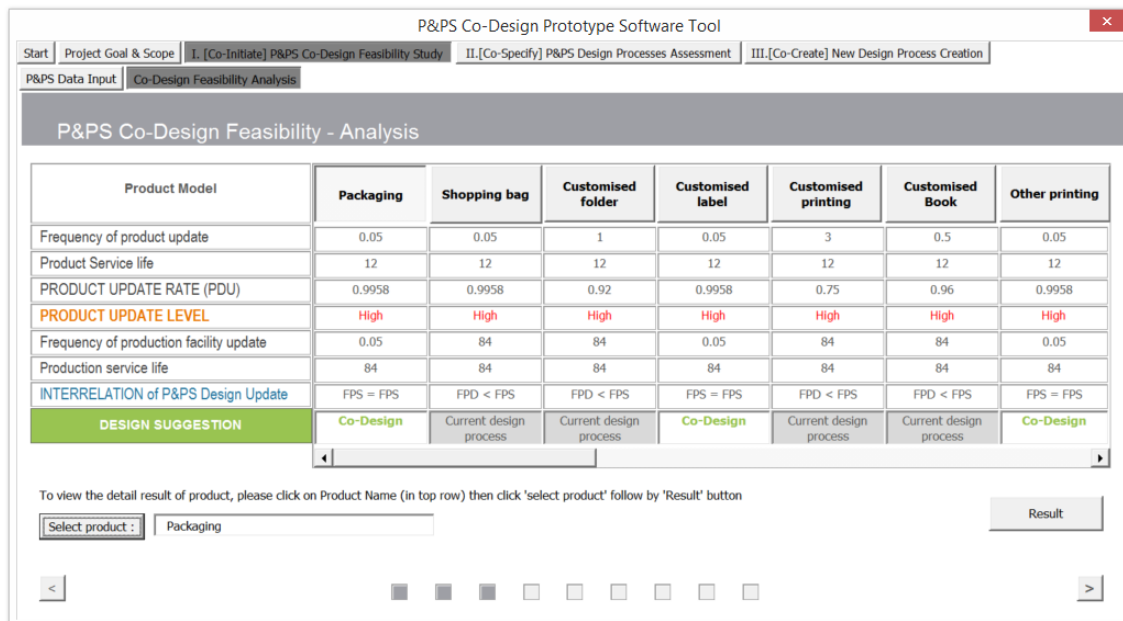 P&PS Co-Design Prototype Software Tool
×
Start Project Goal & Scope I. [Co-Initiate] P&PS Co-Design Feasibility Study II.[Co-Specify] P&PS Design Processes Assessment III.[Co-Create] New Design Process Creation
P&PS Data Input Co-Design Feasibility Analysis
P&PS Co-Design Feasibility - Analysis
Product Model Packaging Shopping bag Customised folder Customised label Customised printing Customised Book Other printing
Frequency of product update 0.05 0.05 1 0.05 3 0.5 0.05
Product Service life 12 12 12 12 12 12 12
PRODUCT UPDATE RATE (PDU) 0.9958 0.9958 0.92 0.9958 0.75 0.96 0.9958
PRODUCT UPDATE LEVEL High High High High High High High
Frequency of production facility update 0.05 84 84 0.05 84 84 0.05
Production service life 84 84 84 84 84 84 84
INTERRELATION of P&PS Design Update FPS = FPS FPD < FPS FPD < FPS FPS = FPS FPD < FPS FPD < FPS FPS = FPS
DESIGN SUGGESTION Co-Design Current design process Current design process Co-Design Current design process Current design process Co-Design
To view the detail result of product, please click on Product Name (in top row) then click 'select product' follow by 'Result' button
Select product : Packaging
Result
< >